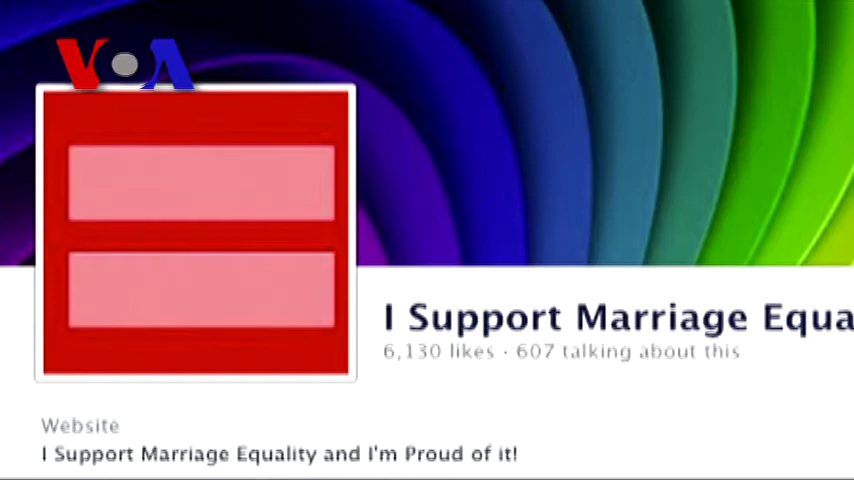 VOA
I Support Marriage Equa
6,130 likes · 607 talking about this
Website
I Support Marriage Equality and I'm Proud of it!